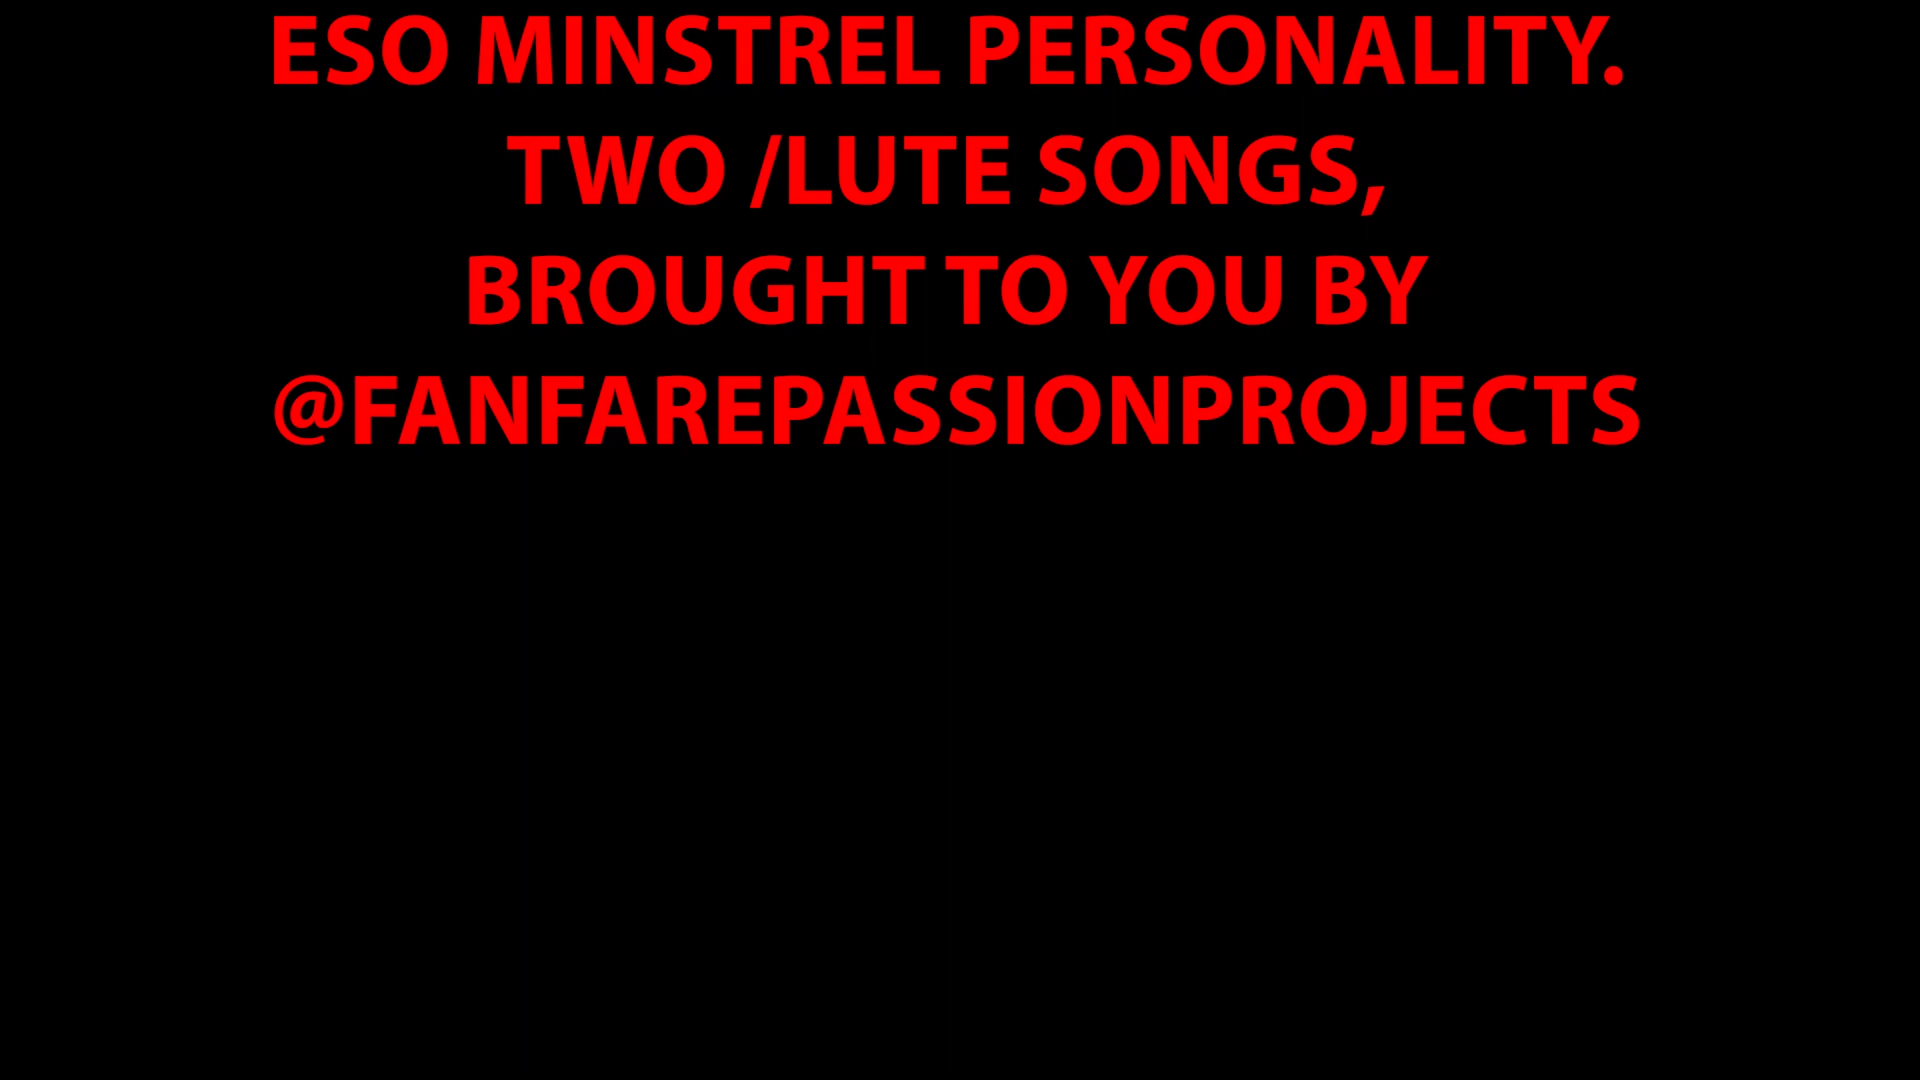 ESO MINSTREL PERSONALITY.
TWO /LUTE SONGS,
BROUGHT TO YOU BY
@FANFAREPASSIONPROJECTS